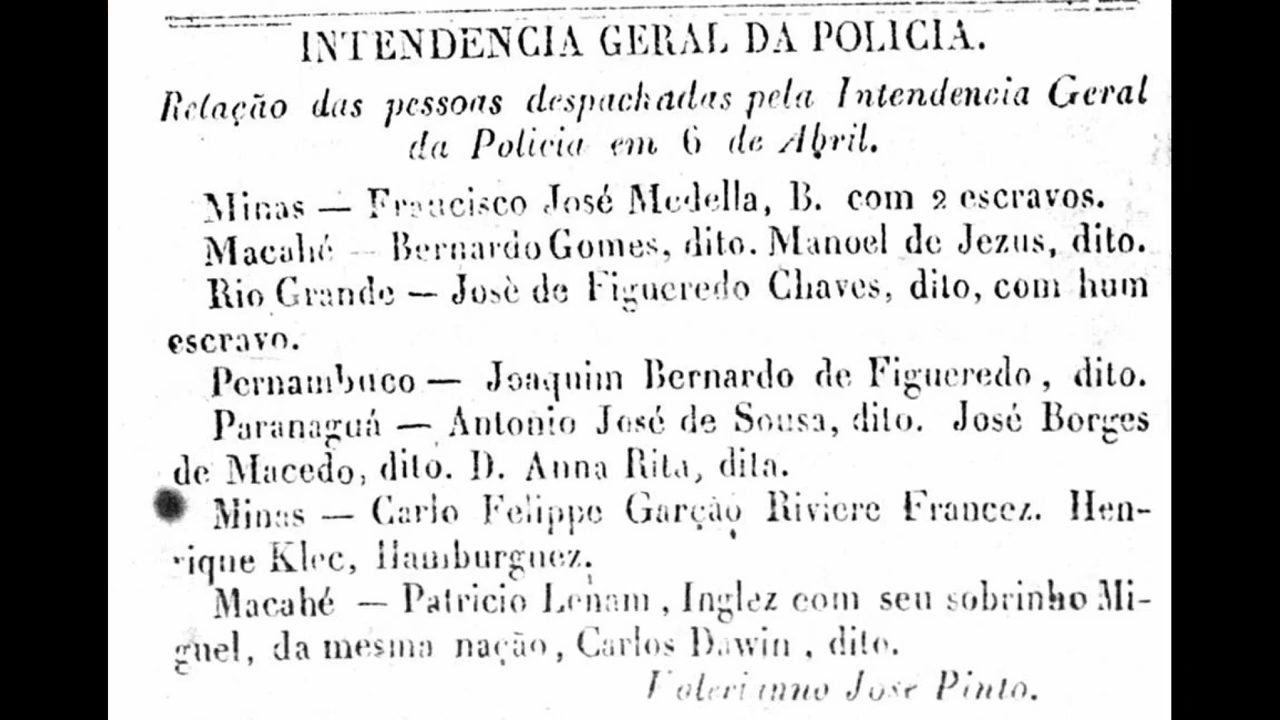 INTENDENCIA GERAL DA POLICIA.
Relação das pessoas despachadas pela Intendencia Geral
da Policia em 6 de Abril.
Minas — Francisco José Medella, B. com 2 escravos.
Macahé — Bernardo Gomes, dito. Manoel de Jezus, dito.
Rio Grande — Josè de Figueredo Chaves, dito, com hum
escravo.
Pernambuco — Joaquim Bernardo de Figueredo, dito.
Paranaguá — Antonio José de Sousa, dito. José Borges
de Macedo, dito. D. Anna Rita, dita.
Minas — Carlo Felippe Garção Riviere Francez. Hen-
rique Klec, Hamburguez.
Macahé — Patricio Lenam, Inglez com seu sobrinho Mi-
guel, da mesma nação, Carlos Dawin, dito.
José Pinto.